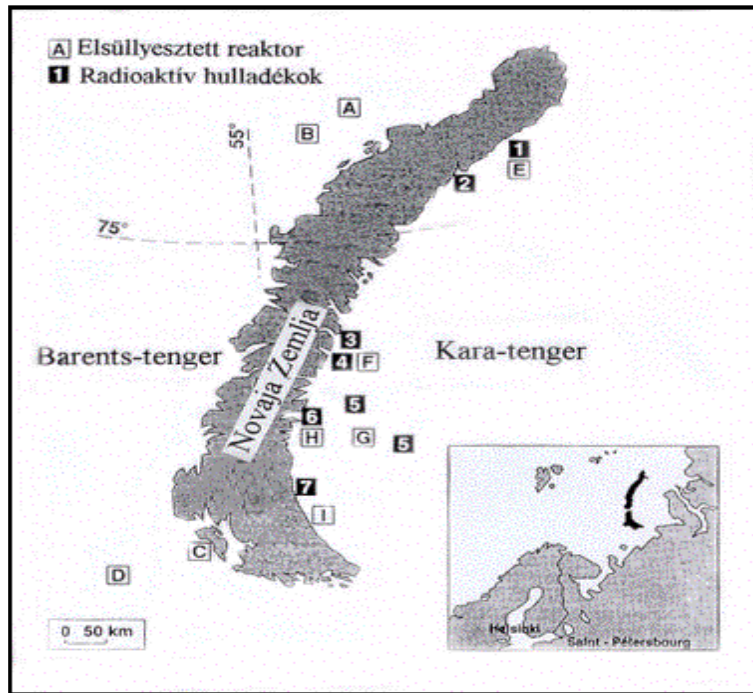 A Elsüllyesztett reaktor
1 Radioaktív hulladékok
A
B
55°
1
E
2
75°
Barents-tenger
Novaja Zemlja
Kara-tenger
3
4 F
5
6
H G 5
7
I
C
D
0 50 km
Helsinki
Saint - Pétersbourg